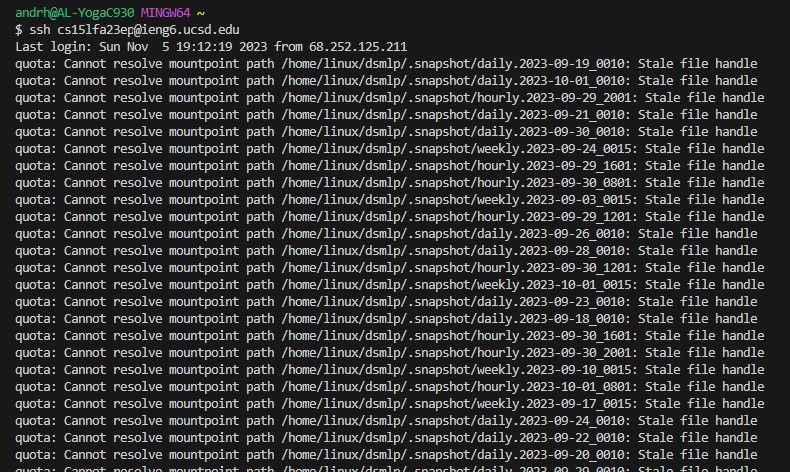 andrh@AL-YogaC930 MINGW64 ~
$ ssh cs15lfa23ep@ieng6.ucsd.edu
Last login: Sun Nov  5 19:12:19 2023 from 68.252.125.211
quota: Cannot resolve mountpoint path /home/linux/dsmlp/.snapshot/daily.2023-09-19_0010: Stale file handle
quota: Cannot resolve mountpoint path /home/linux/dsmlp/.snapshot/daily.2023-10-01_0010: Stale file handle
quota: Cannot resolve mountpoint path /home/linux/dsmlp/.snapshot/hourly.2023-09-29_2001: Stale file handle
quota: Cannot resolve mountpoint path /home/linux/dsmlp/.snapshot/daily.2023-09-21_0010: Stale file handle
quota: Cannot resolve mountpoint path /home/linux/dsmlp/.snapshot/daily.2023-09-30_0010: Stale file handle
quota: Cannot resolve mountpoint path /home/linux/dsmlp/.snapshot/weekly.2023-09-24_0015: Stale file handle
quota: Cannot resolve mountpoint path /home/linux/dsmlp/.snapshot/hourly.2023-09-29_1601: Stale file handle
quota: Cannot resolve mountpoint path /home/linux/dsmlp/.snapshot/hourly.2023-09-30_0801: Stale file handle
quota: Cannot resolve mountpoint path /home/linux/dsmlp/.snapshot/weekly.2023-09-03_0015: Stale file handle
quota: Cannot resolve mountpoint path /home/linux/dsmlp/.snapshot/hourly.2023-09-29_1201: Stale file handle
quota: Cannot resolve mountpoint path /home/linux/dsmlp/.snapshot/daily.2023-09-26_0010: Stale file handle
quota: Cannot resolve mountpoint path /home/linux/dsmlp/.snapshot/daily.2023-09-28_0010: Stale file handle
quota: Cannot resolve mountpoint path /home/linux/dsmlp/.snapshot/hourly.2023-09-30_1201: Stale file handle
quota: Cannot resolve mountpoint path /home/linux/dsmlp/.snapshot/weekly.2023-10-01_0015: Stale file handle
quota: Cannot resolve mountpoint path /home/linux/dsmlp/.snapshot/daily.2023-09-23_0010: Stale file handle
quota: Cannot resolve mountpoint path /home/linux/dsmlp/.snapshot/daily.2023-09-18_0010: Stale file handle
quota: Cannot resolve mountpoint path /home/linux/dsmlp/.snapshot/hourly.2023-09-30_1601: Stale file handle
quota: Cannot resolve mountpoint path /home/linux/dsmlp/.snapshot/hourly.2023-09-30_2001: Stale file handle
quota: Cannot resolve mountpoint path /home/linux/dsmlp/.snapshot/weekly.2023-09-10_0015: Stale file handle
quota: Cannot resolve mountpoint path /home/linux/dsmlp/.snapshot/hourly.2023-10-01_0801: Stale file handle
quota: Cannot resolve mountpoint path /home/linux/dsmlp/.snapshot/weekly.2023-09-17_0015: Stale file handle
quota: Cannot resolve mountpoint path /home/linux/dsmlp/.snapshot/daily.2023-09-24_0010: Stale file handle
quota: Cannot resolve mountpoint path /home/linux/dsmlp/.snapshot/daily.2023-09-22_0010: Stale file handle
quota: Cannot resolve mountpoint path /home/linux/dsmlp/.snapshot/daily.2023-09-20_0010: Stale file handle
quota: Cannot resolve mountpoint path /home/linux/dsmlp/.snapshot/daily.2023-09-29_0010: Stale file handle